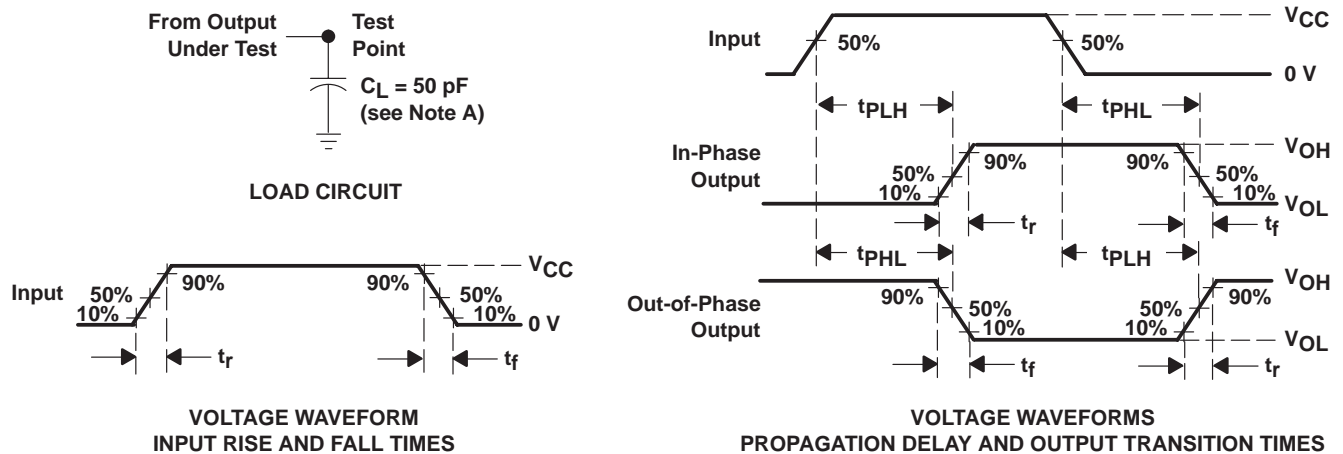 From Output
Under Test
Test
Point
CL = 50 pF
(see Note A)
LOAD CIRCUIT
Input
50%
10%
90%
90%
50%
10%
VCC
0 V
tr
tf
VOLTAGE WAVEFORM
INPUT RISE AND FALL TIMES
Input
50%
50%
VCC
0 V
tPLH
tPHL
In-Phase
Output
50%
10%
90%
90%
50%
10%
VOH
VOL
tr
tf
tPHL
tPLH
Out-of-Phase
Output
90%
50%
10%
50%
10%
90%
VOH
VOL
tf
tr
VOLTAGE WAVEFORMS
PROPAGATION DELAY AND OUTPUT TRANSITION TIMES